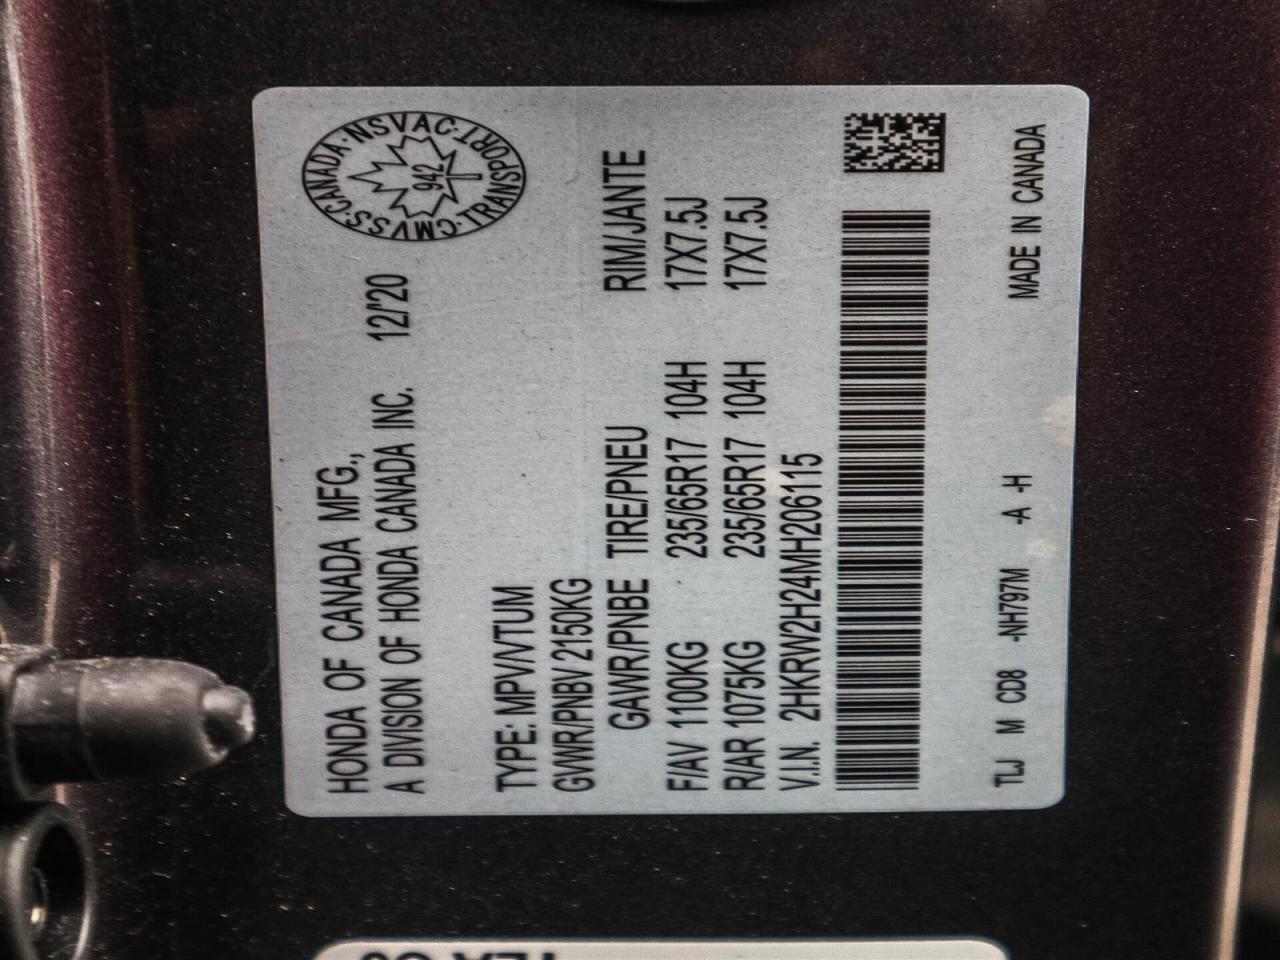 HONDA OF CANADA MFG.,
A DIVISION OF HONDA CANADA INC. 12/'20
CMVSS·CANADA·NSVAC·TRANSPORT·
942
TYPE: MPV/VTUM
GWR/PNBV 2150KG
GAWR/PNBE TIRE/PNEU RIM/JANTE
F/AV 1100KG 235/65R17 104H 17X7.5J
R/AR 1075KG 235/65R17 104H 17X7.5J
V.I.N. 2HKRW2H24MH206115
TLJ M CD8 -NH797M -A -H MADE IN CANADA